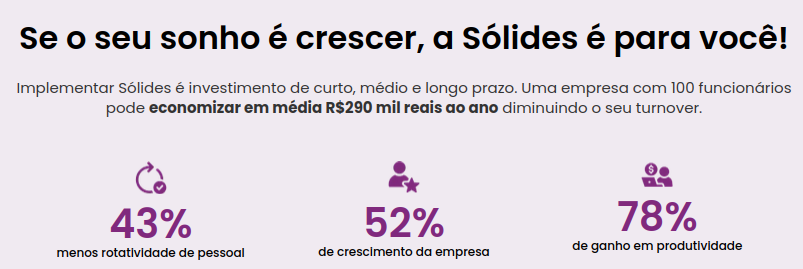 Se o seu sonho é crescer, a Sólides é para você!
Implementar Sólides é investimento de curto, médio e longo prazo. Uma empresa com 100 funcionários
pode economizar em média R$290 mil reais ao ano diminuindo o seu turnover.
43%
menos rotatividade de pessoal
52%
de crescimento da empresa
78%
de ganho em produtividade